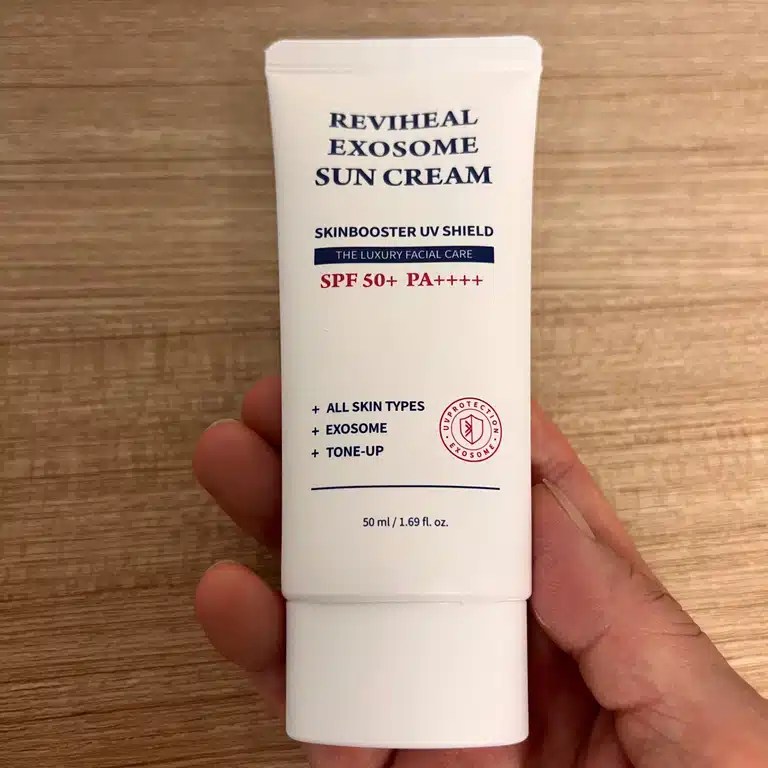 REVIHEAL
EXOSOME
SUN CREAM
SKINBOOSTER UV SHIELD
THE LUXURY FACIAL CARE
SPF 50+ PA++++
+ ALL SKIN TYPES
+ EXOSOME
+ TONE-UP
UVPROTECTION
EXOSOME
50 ml / 1.69 fl. oz.